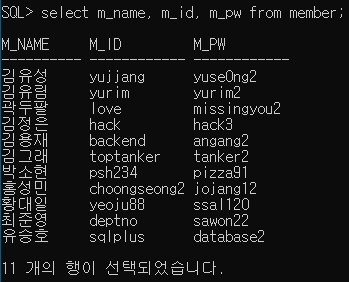 SQL> select m_name, m_id, m_pw from member;
M_NAME M_ID M_PW
---------- ------------ ------------
김유성 yujjang yuse0ng2
김유림 yurim yurim2
곽두팔 love missingyou2
김정은 hack hack3
김용재 backend angang2
김그래 toptanker tanker2
박소현 psh234 pizza91
홍성민 choongseong2 jojang12
황대일 yeoju88 ssal120
최준영 deptno sawon22
유승호 sqlplus database2
11 개의 행이 선택되었습니다.